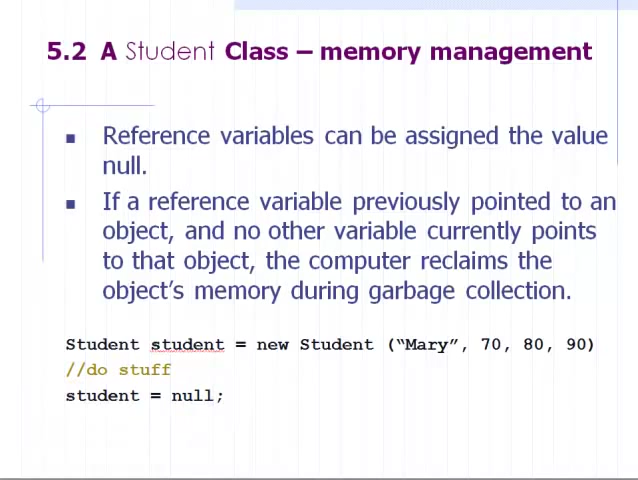 5.2 A Student Class – memory management
Reference variables can be assigned the value
null.
If a reference variable previously pointed to an
object, and no other variable currently points
to that object, the computer reclaims the
object’s memory during garbage collection.
Student student = new Student (“Mary”, 70, 80, 90)
//do stuff
student = null;